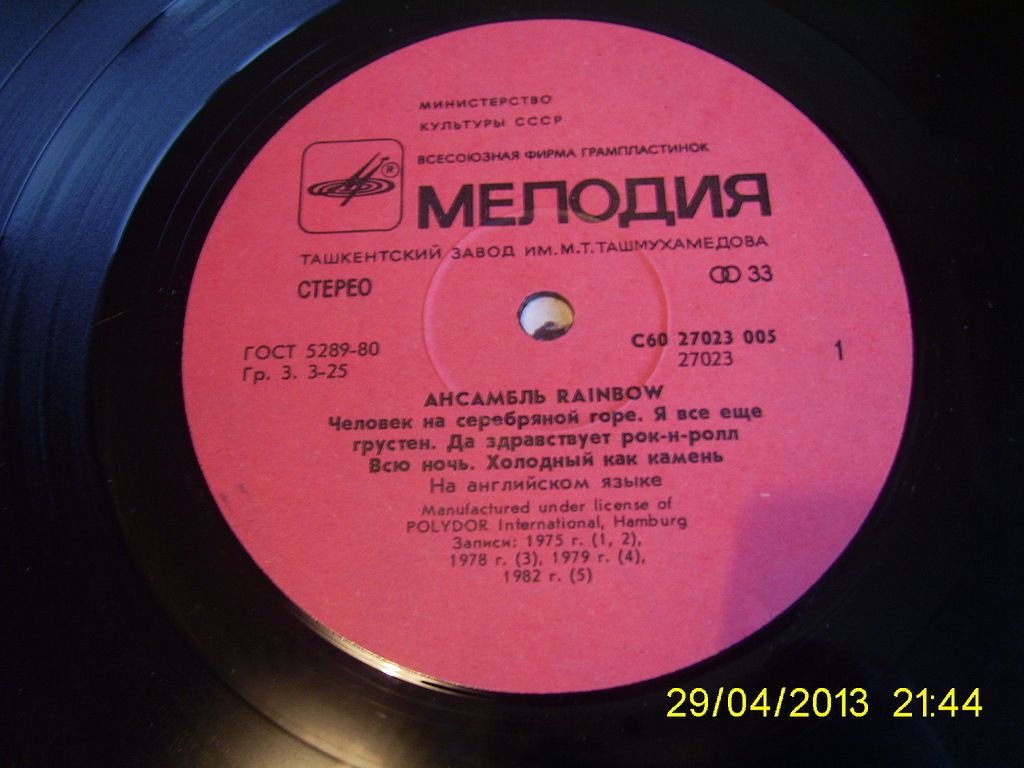 МИНИСТЕРСТВО
КУЛЬТУРЫ СССР
ВСЕСОЮЗНАЯ ФИРМА ГРАМПЛАСТИНОК
®
МЕЛОДИЯ
ТАШКЕНТСКИЙ ЗАВОД ИМ.М.Т.ТАШМУХАМЕДОВА
СТЕРЕО
33
ГОСТ 5289-80
Гр. 3. 3-25
С60 27023 005
27023
1
АНСАМБЛЬ RAINBOW
Человек на серебряной горе. Я все еще
грустен. Да здравствует рок-н-ролл
Всю ночь. Холодный как камень
На английском языке
Manufactured under license of
POLYDOR International, Hamburg
Записи: 1975 г. (1, 2),
1978 г. (3), 1979 г. (4),
1982 г. (5)
29/04/2013 21:44